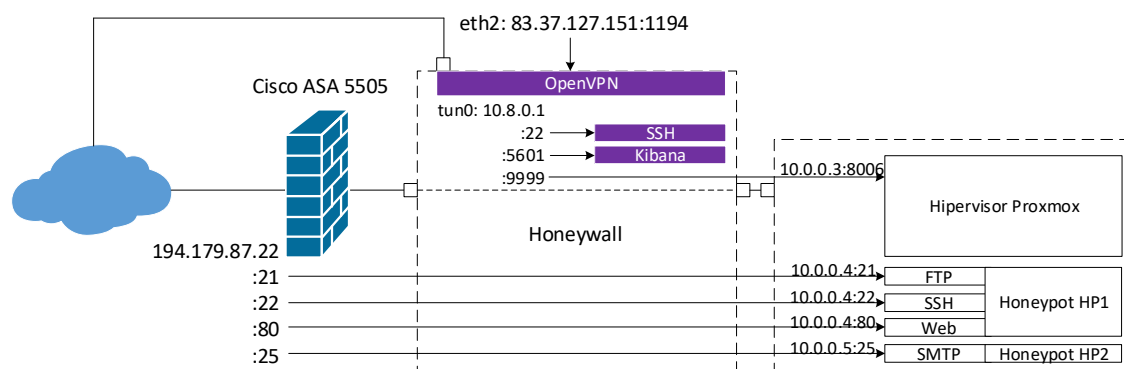 eth2: 83.37.127.151:1194
Cisco ASA 5505
OpenVPN
tun0: 10.8.0.1
:22
SSH
:5601
Kibana
:9999
10.0.0.3:8006
Hipervisor Proxmox
Honeywall
194.179.87.22
:21
10.0.0.4:21
FTP
:22
10.0.0.4:22
SSH
Honeypot HP1
:80
10.0.0.4:80
Web
:25
10.0.0.5:25
SMTP
Honeypot HP2